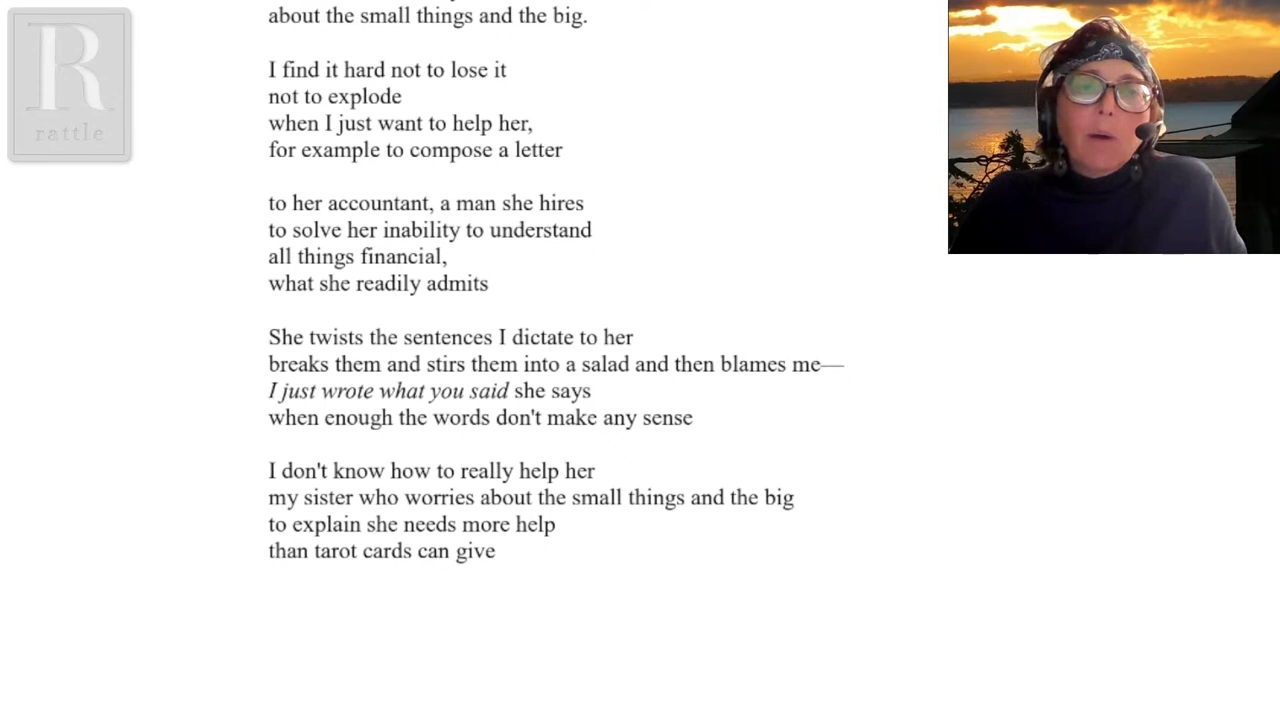 R
rattle
about the small things and the big.
I find it hard not to lose it
not to explode
when I just want to help her,
for example to compose a letter
to her accountant, a man she hires
to solve her inability to understand
all things financial,
what she readily admits
She twists the sentences I dictate to her
breaks them and stirs them into a salad and then blames me—
I just wrote what you said she says
when enough the words don't make any sense
I don't know how to really help her
my sister who worries about the small things and the big
to explain she needs more help
than tarot cards can give